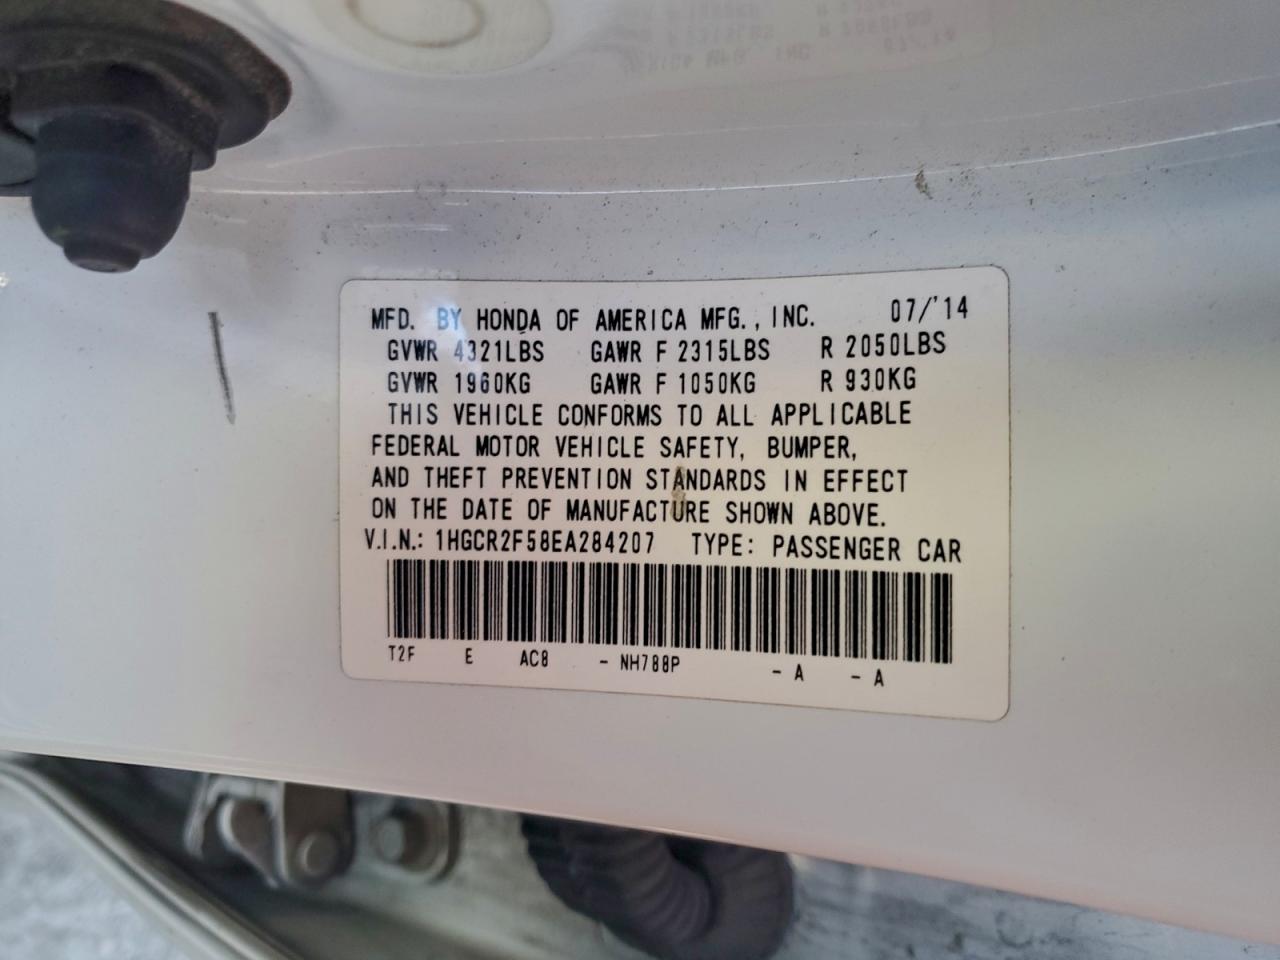 MFD. BY HONDA OF AMERICA MFG., INC. 07/'14
GVWR 4321LBS GAWR F 2315LBS R 2050LBS
GVWR 1960KG GAWR F 1050KG R 930KG
THIS VEHICLE CONFORMS TO ALL APPLICABLE
FEDERAL MOTOR VEHICLE SAFETY, BUMPER,
AND THEFT PREVENTION STANDARDS IN EFFECT
ON THE DATE OF MANUFACTURE SHOWN ABOVE.
V.I.N.: 1HGCR2F58EA284207 TYPE: PASSENGER CAR
T2F E AC8 - NH788P - A - A